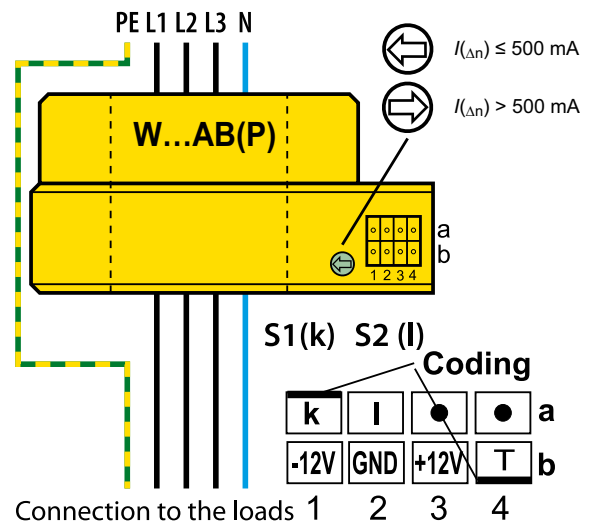 PE L1 L2 L3 N
I(Δn) ≤ 500 mA
I(Δn) > 500 mA
W...AB(P)
a
b
1 2 3 4
S1(k) S2 (l)
Coding
k l a
-12V GND +12V T b
Connection to the loads 1 2 3 4